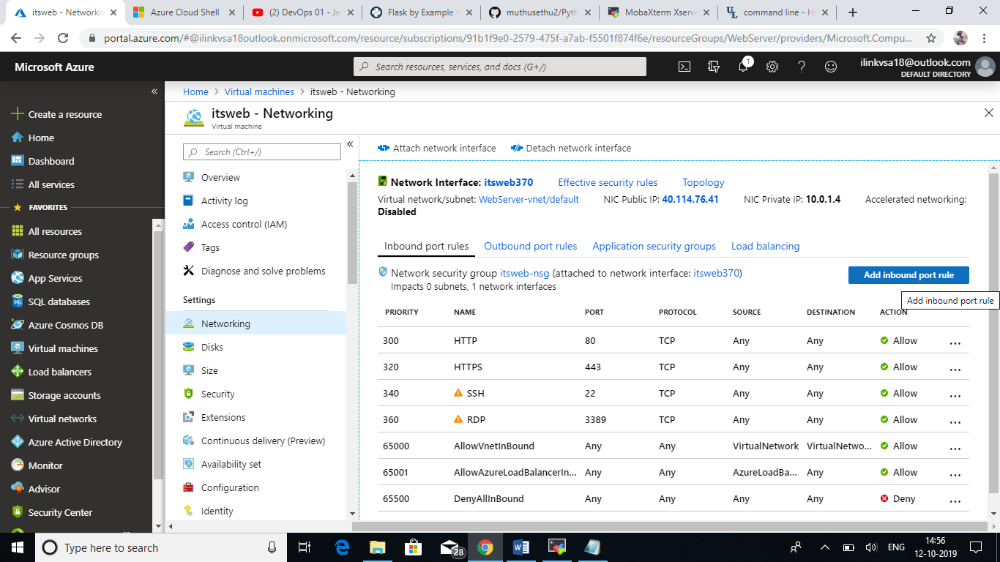 itsweb - Networkin
Azure Cloud Shell
(2) DevOps 01 - Je
Flask by Example –
muthusethu2/Pyth
MobaXterm Xserv
command line - H
portal.azure.com/#@ilinkvsa18outlook.onmicrosoft.com/resource/subscriptions/91b1f9e0-2579-475f-a7ab-f5501f874f6e/resourceGroups/WebServer/providers/Microsoft.Compu...
Microsoft Azure
Search resources, services, and docs (G+/)
1
ilinkvsa18@outlook.com
DEFAULT DIRECTORY
Create a resource
Home
Dashboard
All services
FAVORITES
All resources
Resource groups
App Services
SQL databases
Azure Cosmos DB
Virtual machines
Load balancers
Storage accounts
Virtual networks
Azure Active Directory
Monitor
Advisor
Security Center
Home > Virtual machines > itsweb - Networking
itsweb - Networking
Virtual machine
Search (Ctrl+/)
Overview
Activity log
Access control (IAM)
Tags
Diagnose and solve problems
Settings
Networking
Disks
Size
Security
Extensions
Continuous delivery (Preview)
Availability set
Configuration
Identity
Attach network interface Detach network interface
Network Interface: itsweb370 Effective security rules Topology
Virtual network/subnet: WebServer-vnet/default NIC Public IP: 40.114.76.41 NIC Private IP: 10.0.1.4 Accelerated networking:
Disabled
Inbound port rules Outbound port rules Application security groups Load balancing
Network security group itsweb-nsg (attached to network interface: itsweb370)
Impacts 0 subnets, 1 network interfaces
Add inbound port rule
Add inbound port rule
PRIORITY NAME PORT PROTOCOL SOURCE DESTINATION ACTION
300 HTTP 80 TCP Any Any Allow ...
320 HTTPS 443 TCP Any Any Allow ...
340 SSH 22 TCP Any Any Allow ...
360 RDP 3389 TCP Any Any Allow ...
65000 AllowVnetInBound Any Any VirtualNetwork VirtualNetwo... Allow ...
65001 AllowAzureLoadBalancerIn... Any Any AzureLoadBa... Any Allow ...
65500 DenyAllInBound Any Any Any Any Deny ...
Type here to search
28
ENG
14:56
12-10-2019